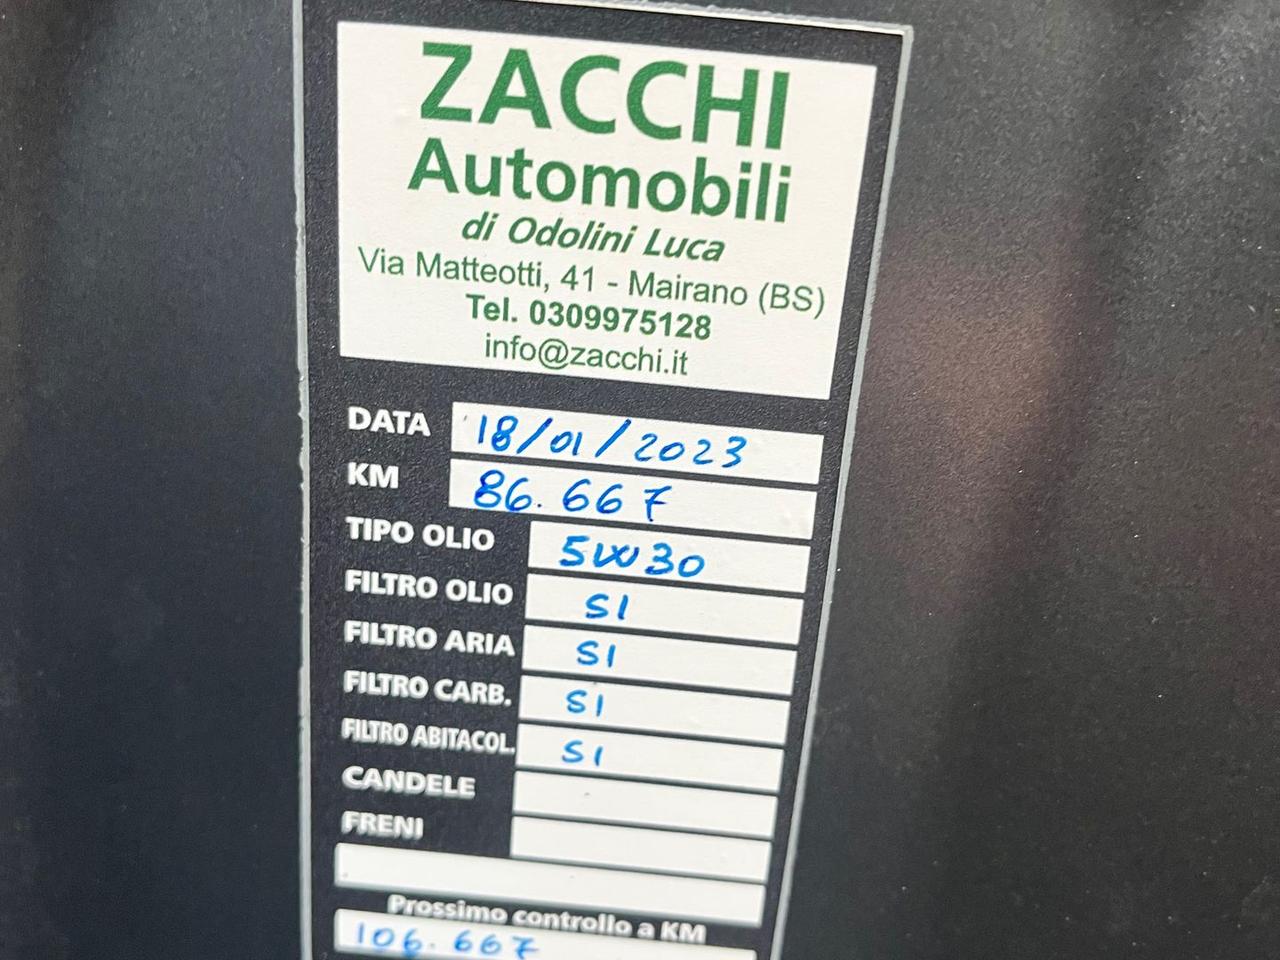 ZACCHI
Automobili
di Odolini Luca
Via Matteotti, 41 - Mairano (BS)
Tel. 0309975128
info@zacchi.it
DATA 18/01/2023
KM 86.667
TIPO OLIO 5W30
FILTRO OLIO SI
FILTRO ARIA SI
FILTRO CARB. SI
FILTRO ABITACOL. SI
CANDELE
FRENI
Prossimo controllo a KM
106.667